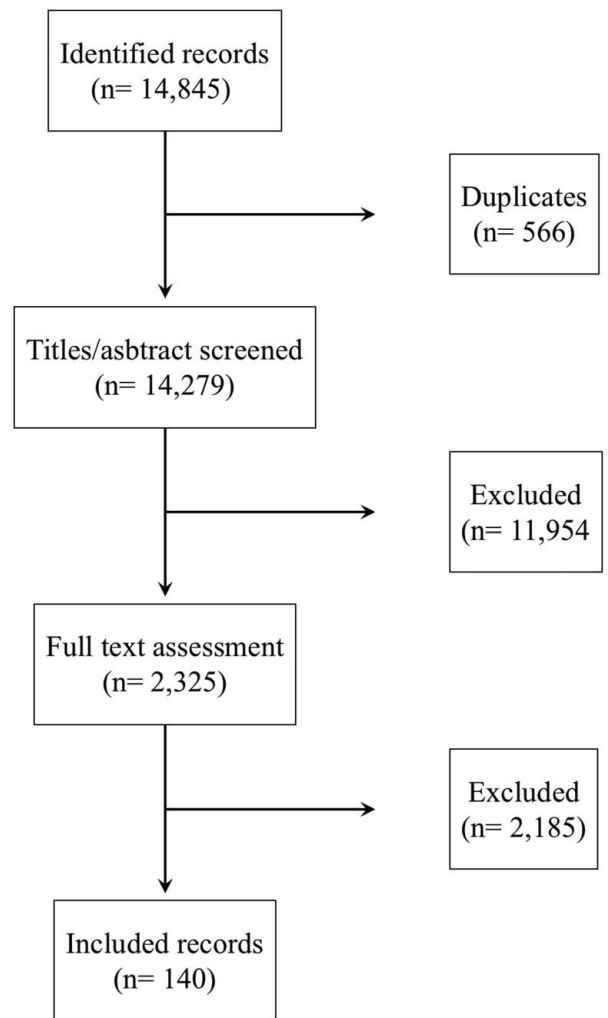 Identified records
(n= 14,845)
Duplicates
(n= 566)
Titles/asbtract screened
(n= 14,279)
Excluded
(n= 11,954
Full text assessment
(n= 2,325)
Excluded
(n= 2,185)
Included records
(n= 140)